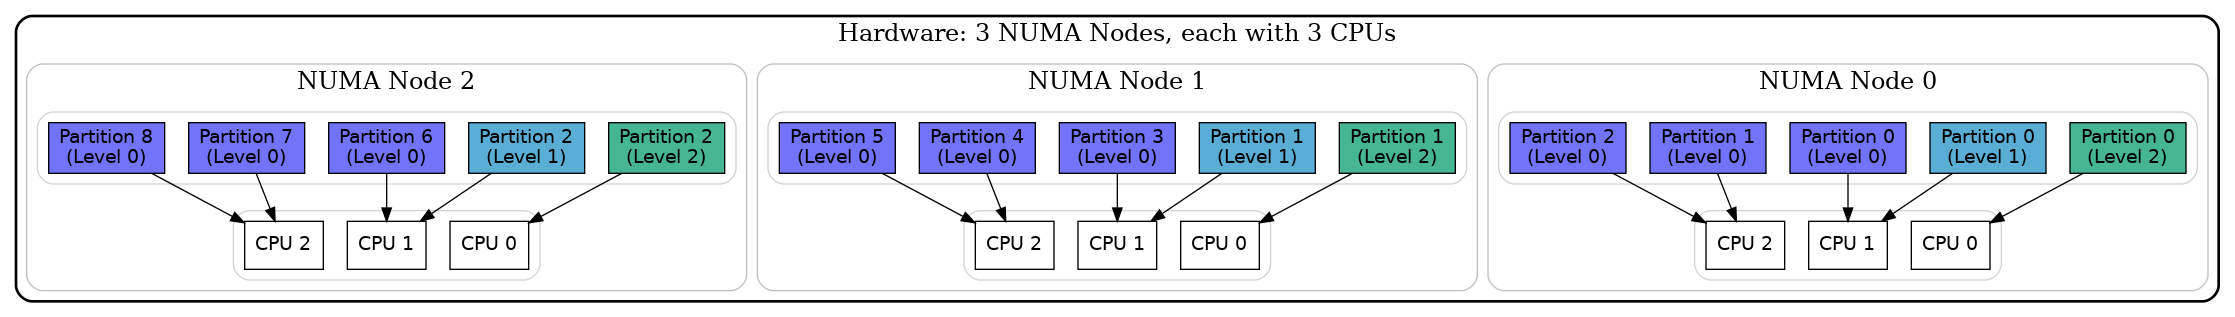 Hardware: 3 NUMA Nodes, each with 3 CPUs
NUMA Node 2
Partition 8
(Level 0)
Partition 7
(Level 0)
Partition 6
(Level 0)
Partition 2
(Level 1)
Partition 2
(Level 2)
CPU 2
CPU 1
CPU 0
NUMA Node 1
Partition 5
(Level 0)
Partition 4
(Level 0)
Partition 3
(Level 0)
Partition 1
(Level 1)
Partition 1
(Level 2)
CPU 2
CPU 1
CPU 0
NUMA Node 0
Partition 2
(Level 0)
Partition 1
(Level 0)
Partition 0
(Level 0)
Partition 0
(Level 1)
Partition 0
(Level 2)
CPU 2
CPU 1
CPU 0